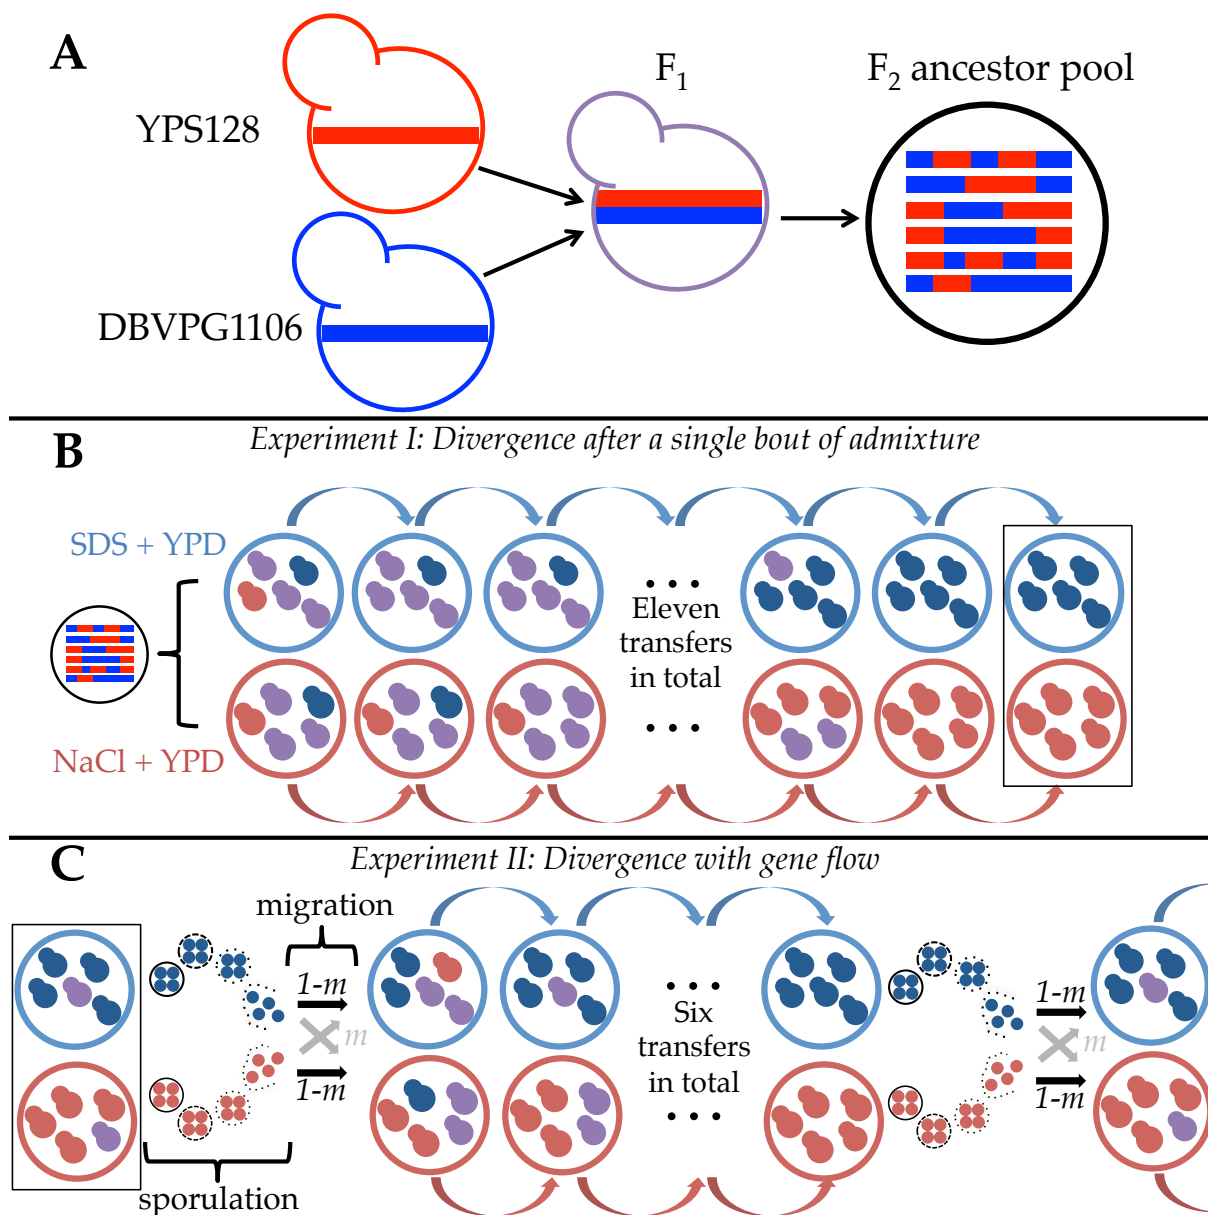 A
YPS128
DBVPG1106
F1
F2 ancestor pool
B
Experiment I: Divergence after a single bout of admixture
SDS + YPD
NaCl + YPD
...
Eleven
transfers
in total
...
C
Experiment II: Divergence with gene flow
migration
1-m
m
1-m
sporulation
...
Six
transfers
in total
...
1-m
m
1-m